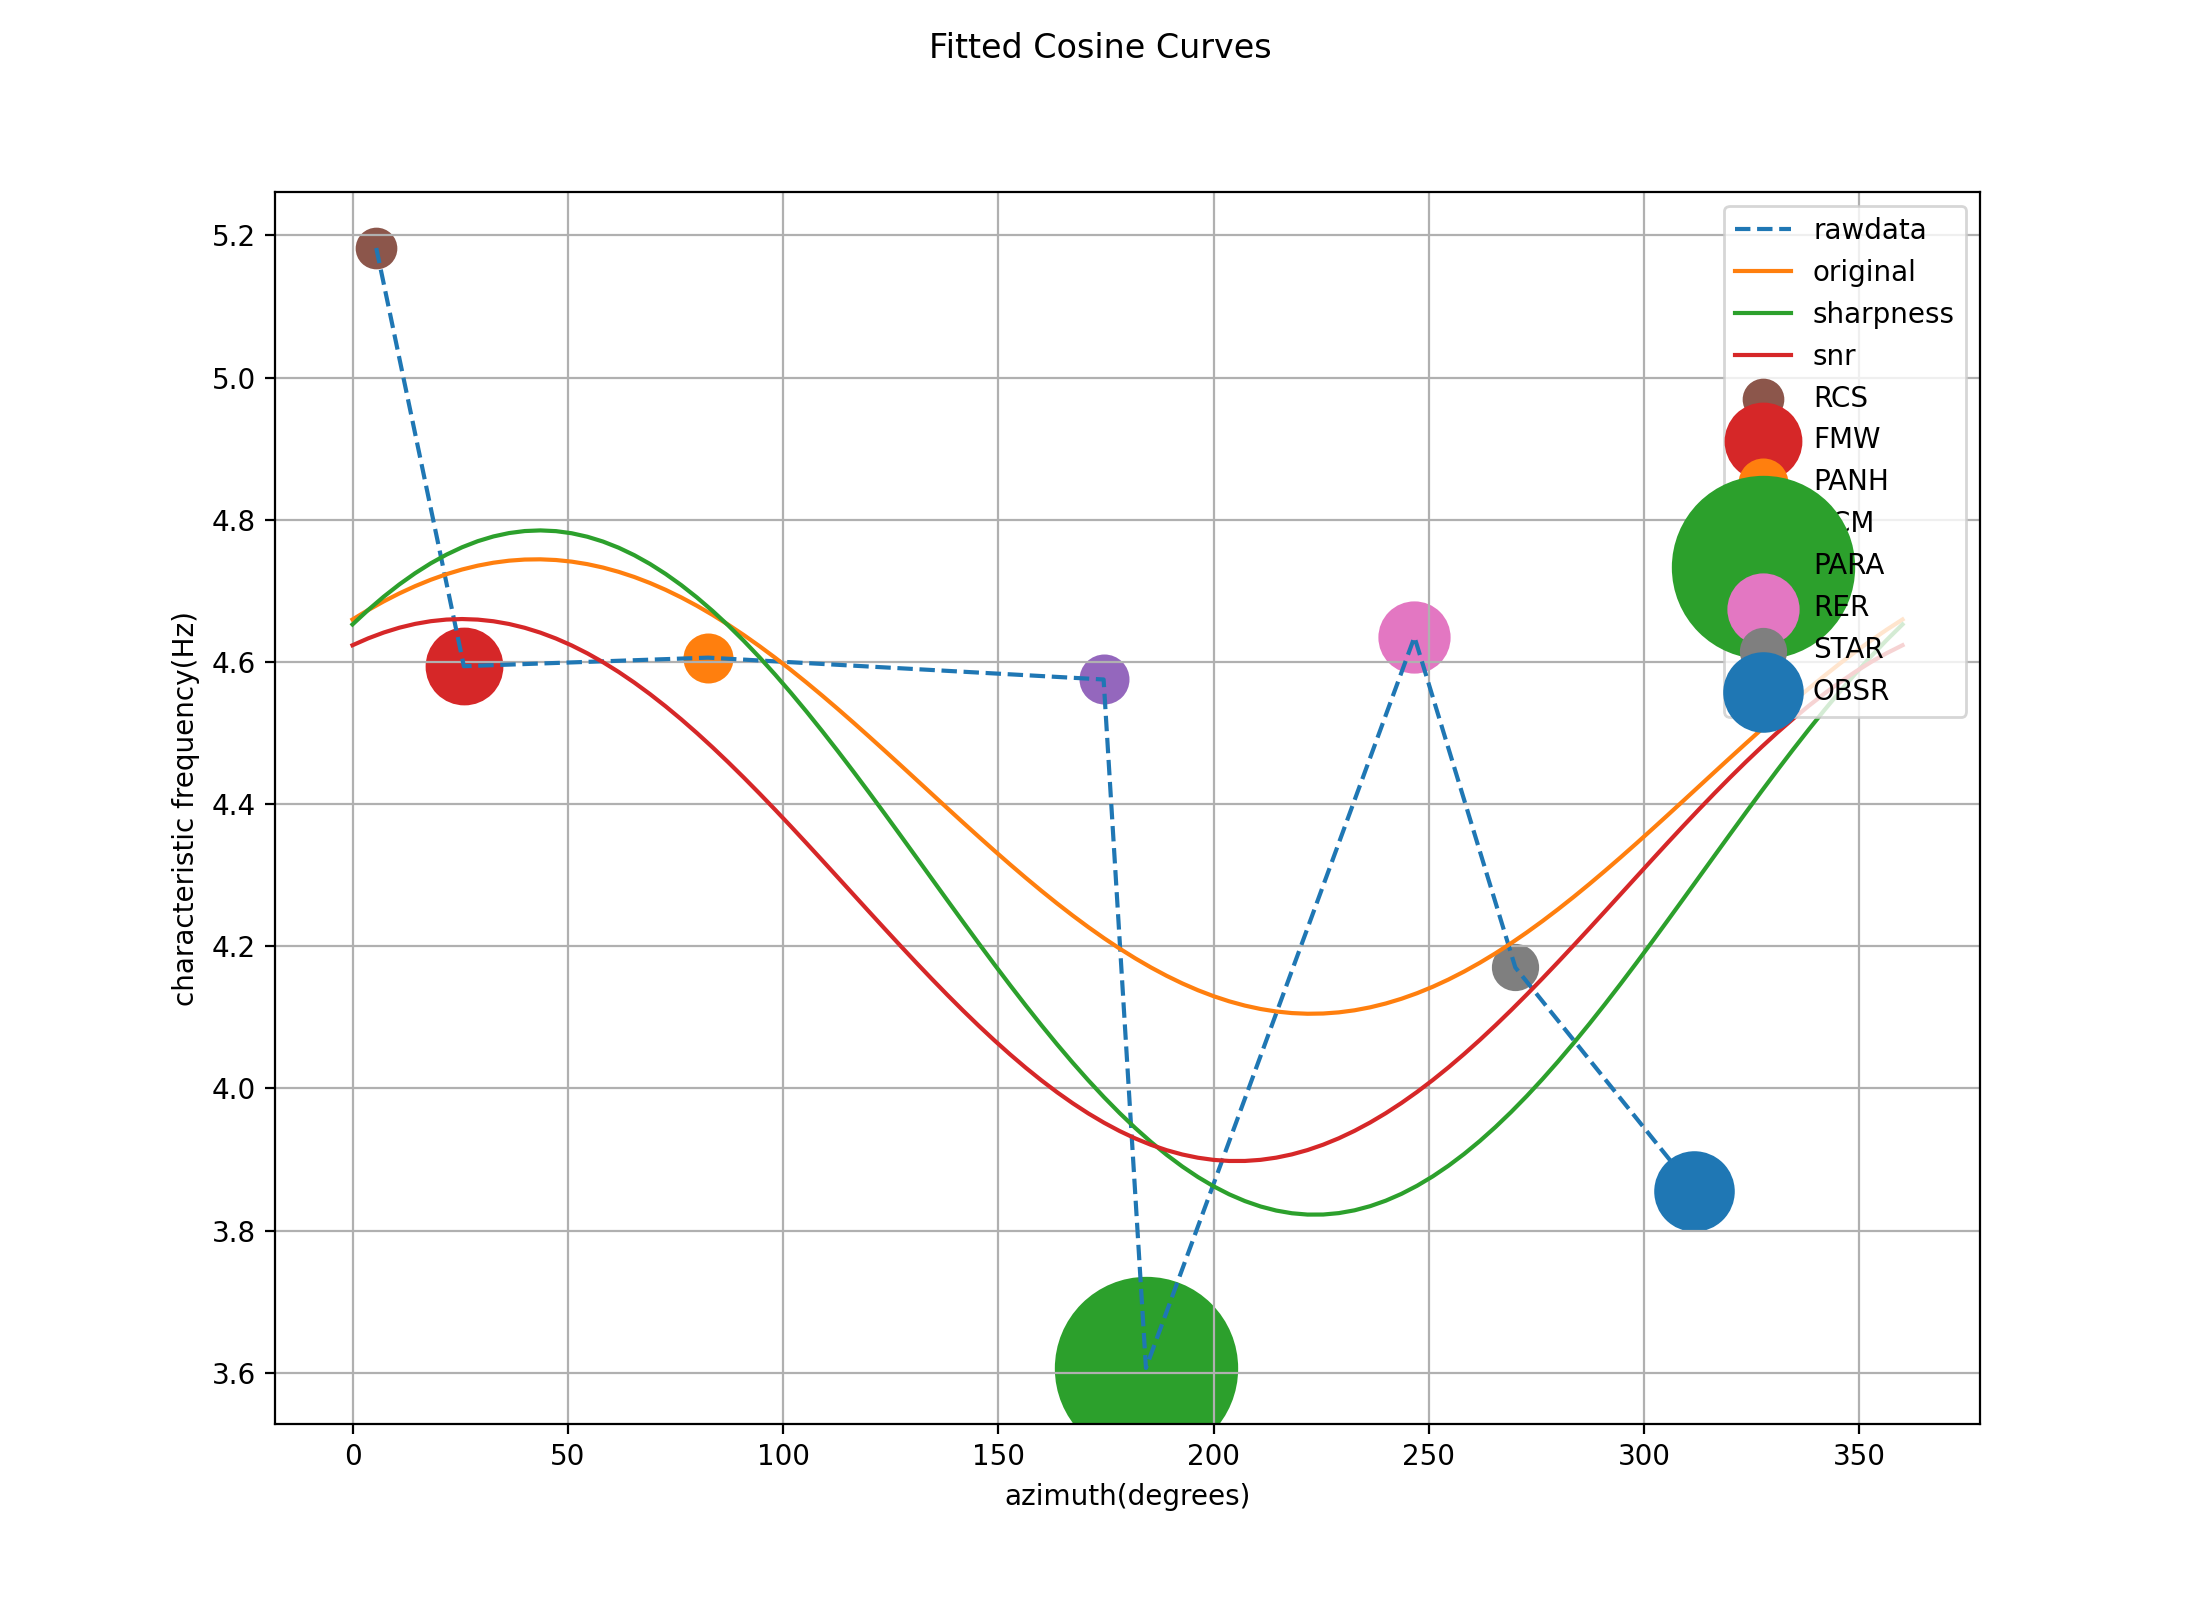 Fitted Cosine Curves
5.2
5.0
4.8
4.6
4.4
4.2
4.0
3.8
3.6
characteristic frequency(Hz)
rawdata
original
sharpness
snr
RCS
FMW
PANH
PARA
RER
STAR
OBSR
0 50 100 150 200 250 300 350
azimuth(degrees)